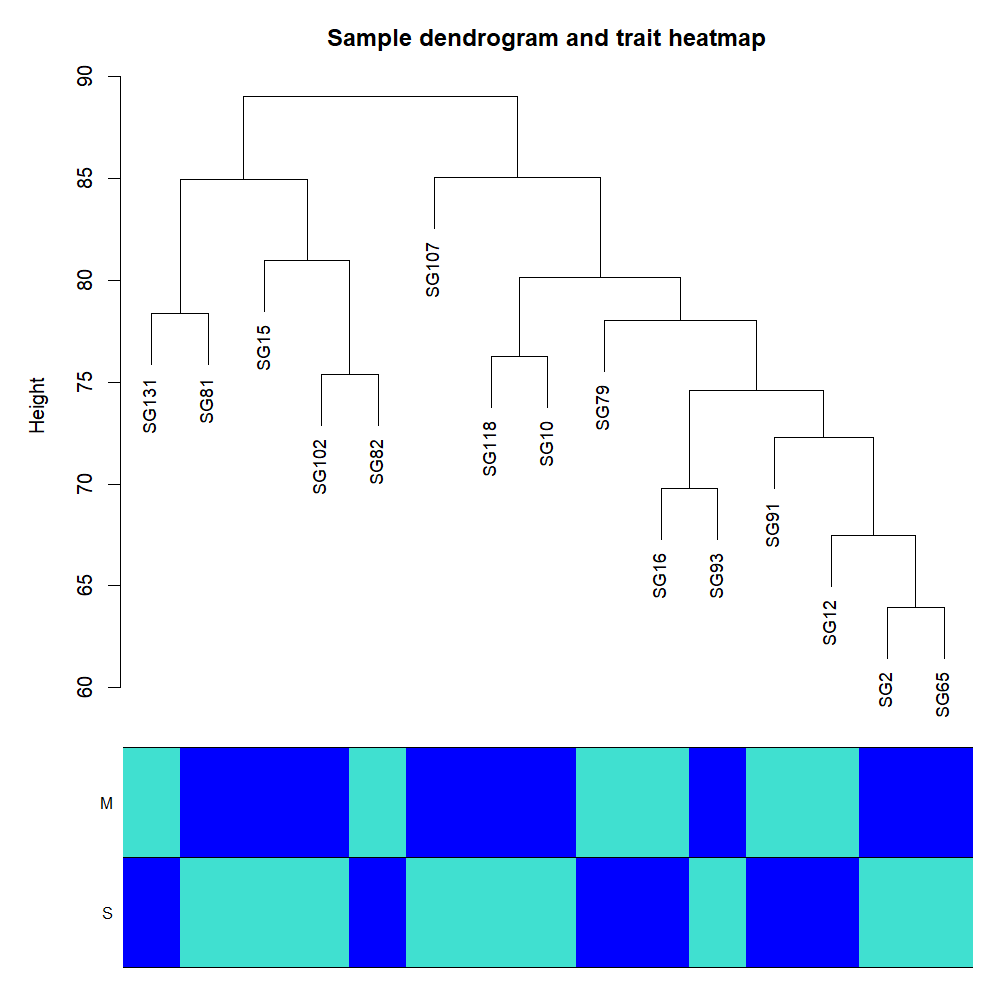 Sample dendrogram and trait heatmap
90
85
80
75
70
65
60
Height
SG131
SG81
SG15
SG102
SG82
SG107
SG118
SG10
SG79
SG16
SG93
SG91
SG12
SG2
SG65
M
S